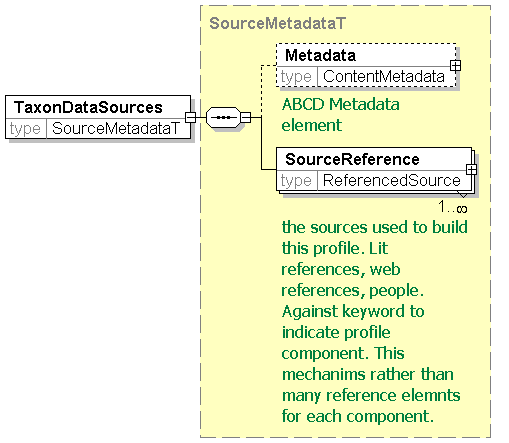 SourceMetadataT
Metadata
type ContentMetadata
ABCD Metadata
element
TaxonDataSources
type SourceMetadataT
SourceReference
type ReferencedSource
1..∞
the sources used to build
this profile. Lit
references, web
references, people.
Against keyword to
indicate profile
component. This
mechanims rather than
many reference elemnts
for each component.